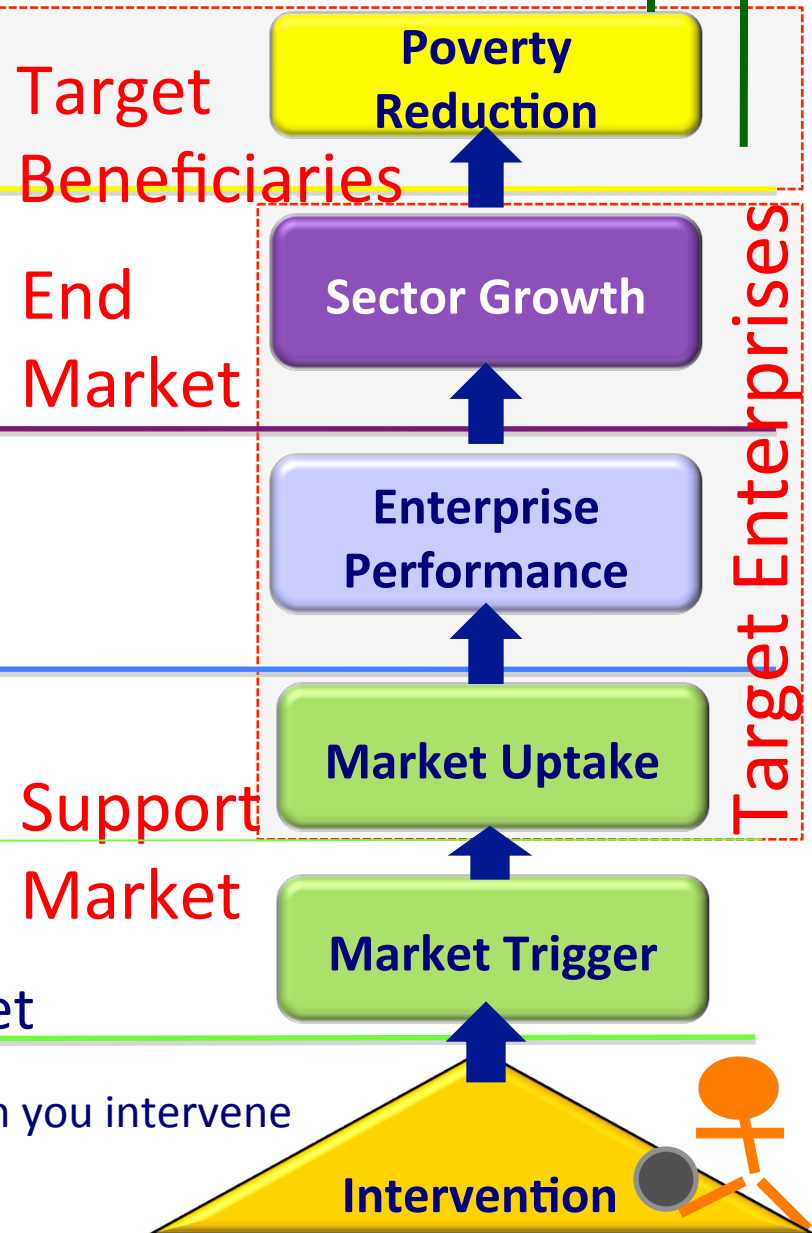 Poverty
Reduction
Target
Beneficiaries
Sector Growth
End
Market
Target Enterprises
Enterprise
Performance
Market Uptake
Support
Market
Market Trigger
et
n you intervene
Intervention